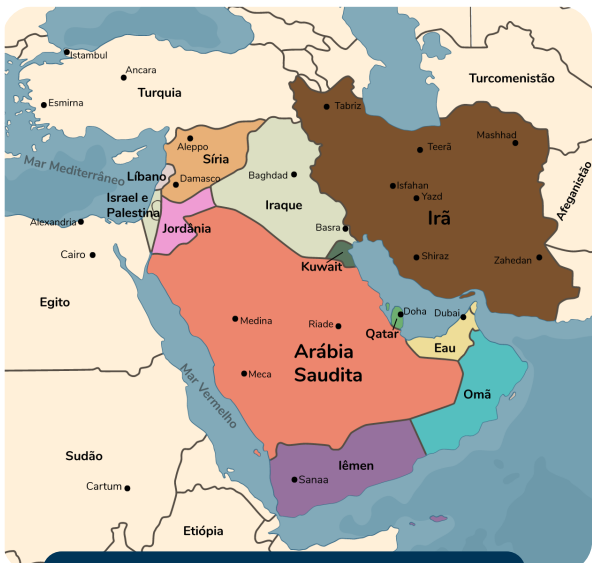 Istambul
Ancara
Turquia
Esmirna
Turcomenistão
Tabriz
Teerã
Mashhad
Aleppo
Síria
Mar Mediterrâneo
Líbano
Damasco
Bagdhad
Isfahan
Yazd
Afeganistão
Israel e
Palestina
Iraque
Irã
Alexandria
Jordânia
Basra
Cairo
Kuwait
Shiraz
Zahedan
Egito
Medina
Riade
Doha
Dubai
Qatar
Eau
Arábia
Saudita
Meca
Mar Vermelho
Omã
Sudão
Iêmen
Cartum
Sanaa
Etiópia